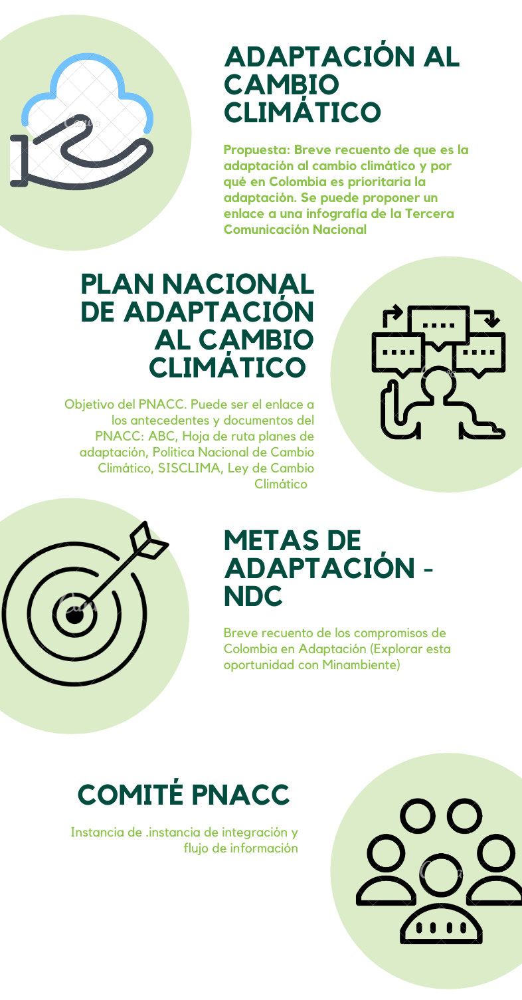 ADAPTACIÓN AL
CAMBIO
CLIMÁTICO
Propuesta: Breve recuento de que es la
adaptación al cambio climático y por
qué en Colombia es prioritaria la
adaptación. Se puede proponer un
enlace a una infografía de la Tercera
Comunicación Nacional
Canva
PLAN NACIONAL
DE ADAPTACIÓN
AL CAMBIO
CLIMÁTICO
Objetivo del PNACC. Puede ser el enlace a
los antecedentes y documentos del
PNACC: ABC, Hoja de ruta planes de
adaptación, Politica Nacional de Cambio
Climático, SISCLIMA, Ley de Cambio
Climático
METAS DE
ADAPTACIÓN -
NDC
Breve recuento de los compromisos de
Colombia en Adaptación (Explorar esta
oportunidad con Minambiente)
COMITÉ PNACC
Instancia de .instancia de integración y
flujo de información